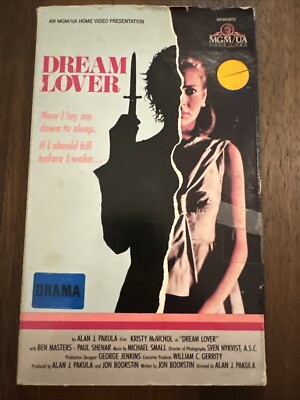 AN MGM/UA HOME VIDEO PRESENTATION
MGM/UA
HOME VIDEO
DREAM
LOVER
Now I lay me
down to sleep.
If I should kill
before I wake...
DRAMA
An ALAN J. PAKULA Film KRISTY McNICHOL in "DREAM LOVER"
with BEN MASTERS • PAUL SHENAR Music by MICHAEL SMALL Director of Photography SVEN NYKVIST, A.S.C.
Production Designer GEORGE JENKINS Executive Producer WILLIAM C. GERRITY
Produced by ALAN J. PAKULA and JON BOORSTIN Written by JON BOORSTIN Directed by ALAN J. PAKULA